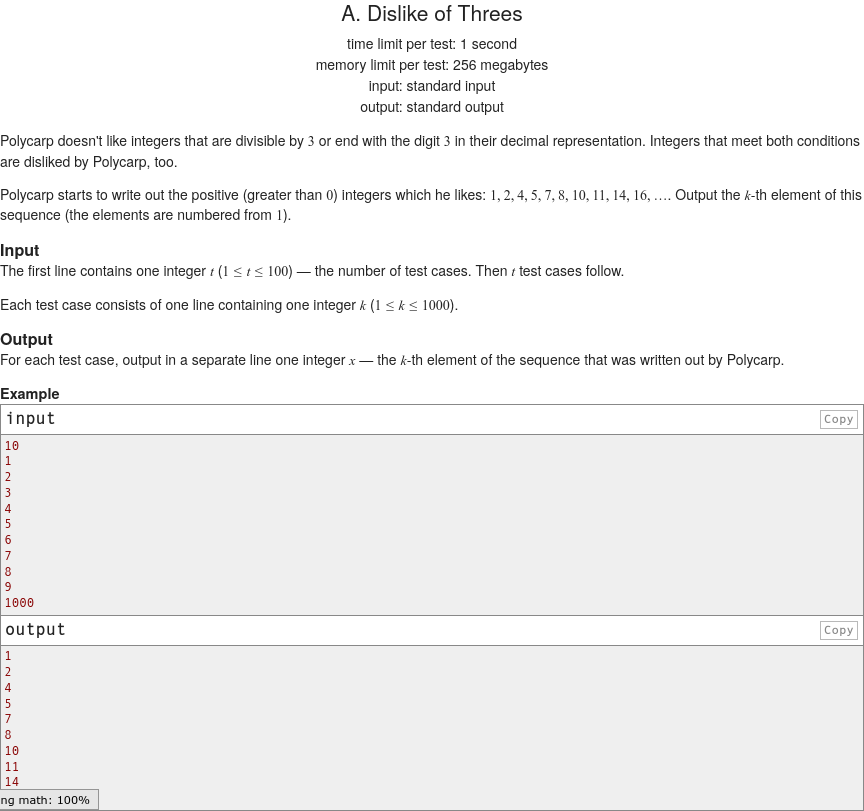 A. Dislike of Threes
time limit per test: 1 second
memory limit per test: 256 megabytes
input: standard input
output: standard output
Polycarp doesn't like integers that are divisible by 3 or end with the digit 3 in their decimal representation. Integers that meet both conditions
are disliked by Polycarp, too.
Polycarp starts to write out the positive (greater than 0) integers which he likes: 1, 2, 4, 5, 7, 8, 10, 11, 14, 16, …. Output the k-th element of this
sequence (the elements are numbered from 1).
Input
The first line contains one integer t (1 ≤ t ≤ 100) — the number of test cases. Then t test cases follow.
Each test case consists of one line containing one integer k (1 ≤ k ≤ 1000).
Output
For each test case, output in a separate line one integer x — the k-th element of the sequence that was written out by Polycarp.
Example
input Copy
10
1
2
3
4
5
6
7
8
9
1000
output Copy
1
2
4
5
7
8
10
11
14
ng math: 100%